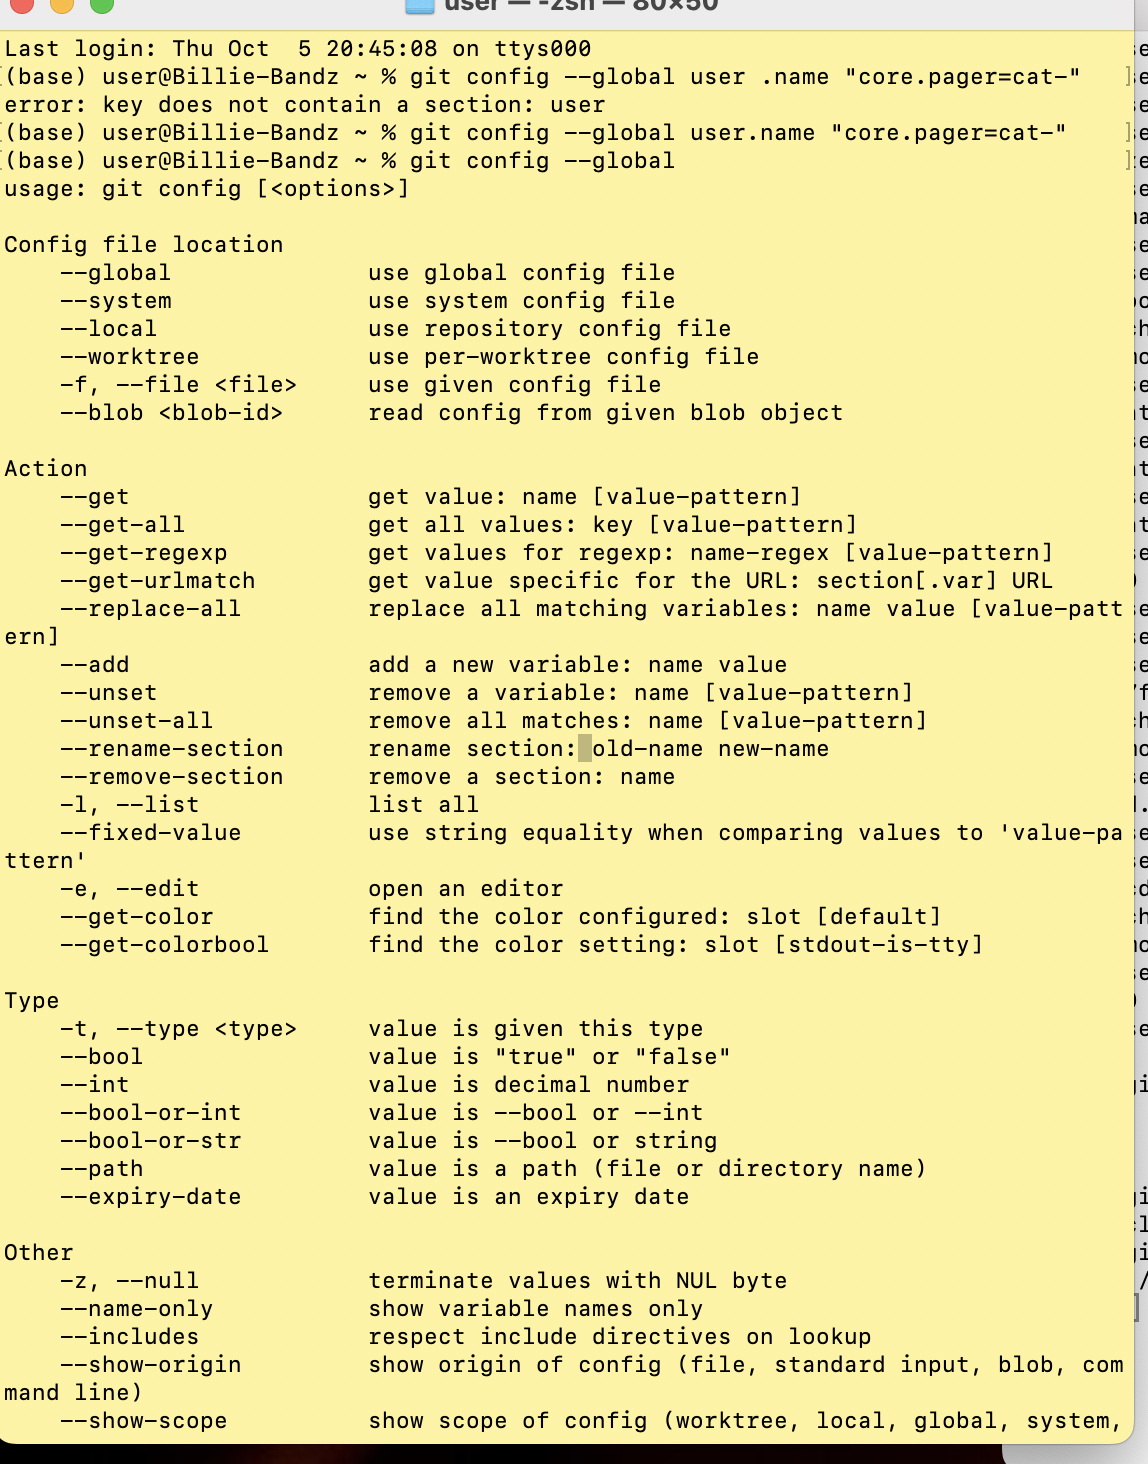 user — -zsh — 80×50
Last login: Thu Oct  5 20:45:08 on ttys000
[(base) user@Billie-Bandz ~ % git config --global user .name "core.pager=cat-"   ]
error: key does not contain a section: user
[(base) user@Billie-Bandz ~ % git config --global user.name "core.pager=cat-"    ]
[(base) user@Billie-Bandz ~ % git config --global                                ]
usage: git config [<options>]

Config file location
    --global              use global config file
    --system              use system config file
    --local               use repository config file
    --worktree            use per-worktree config file
    -f, --file <file>     use given config file
    --blob <blob-id>      read config from given blob object

Action
    --get                 get value: name [value-pattern]
    --get-all             get all values: key [value-pattern]
    --get-regexp          get values for regexp: name-regex [value-pattern]
    --get-urlmatch        get value specific for the URL: section[.var] URL
    --replace-all         replace all matching variables: name value [value-patt
ern]
    --add                 add a new variable: name value
    --unset               remove a variable: name [value-pattern]
    --unset-all           remove all matches: name [value-pattern]
    --rename-section      rename section: old-name new-name
    --remove-section      remove a section: name
    -l, --list            list all
    --fixed-value         use string equality when comparing values to 'value-pa
ttern'
    -e, --edit            open an editor
    --get-color           find the color configured: slot [default]
    --get-colorbool       find the color setting: slot [stdout-is-tty]

Type
    -t, --type <type>     value is given this type
    --bool                value is "true" or "false"
    --int                 value is decimal number
    --bool-or-int         value is --bool or --int
    --bool-or-str         value is --bool or string
    --path                value is a path (file or directory name)
    --expiry-date         value is an expiry date

Other
    -z, --null            terminate values with NUL byte
    --name-only           show variable names only
    --includes            respect include directives on lookup
    --show-origin         show origin of config (file, standard input, blob, com
mand line)
    --show-scope          show scope of config (worktree, local, global, system,